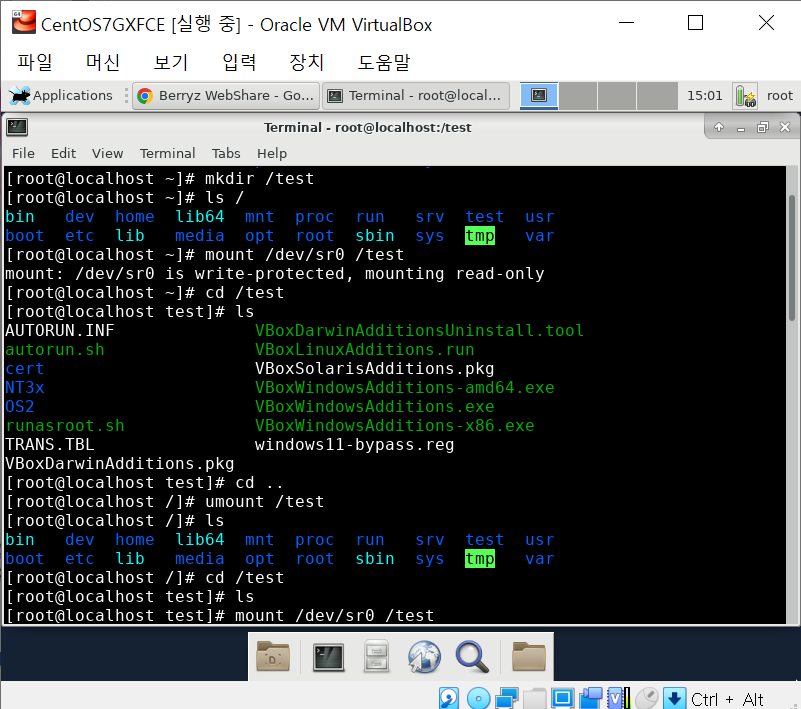 CentOS7GXFCE [실행 중] - Oracle VM VirtualBox
파일 머신 보기 입력 장치 도움말
Applications Berryz WebShare - Go... Terminal - root@local... 15:01 root
Terminal - root@localhost:/test
File Edit View Terminal Tabs Help
[root@localhost ~]# mkdir /test
[root@localhost ~]# ls /
bin dev home lib64 mnt proc run srv test usr
boot etc lib media opt root sbin sys tmp var
[root@localhost ~]# mount /dev/sr0 /test
mount: /dev/sr0 is write-protected, mounting read-only
[root@localhost ~]# cd /test
[root@localhost test]# ls
AUTORUN.INF VBoxDarwinAdditionsUninstall.tool
autorun.sh VBoxLinuxAdditions.run
cert VBoxSolarisAdditions.pkg
NT3x VBoxWindowsAdditions-amd64.exe
OS2 VBoxWindowsAdditions.exe
runasroot.sh VBoxWindowsAdditions-x86.exe
TRANS.TBL windows11-bypass.reg
VBoxDarwinAdditions.pkg
[root@localhost test]# cd ..
[root@localhost /]# umount /test
[root@localhost /]# ls
bin dev home lib64 mnt proc run srv test usr
boot etc lib media opt root sbin sys tmp var
[root@localhost /]# cd /test
[root@localhost test]# ls
[root@localhost test]# mount /dev/sr0 /test
Ctrl + Alt